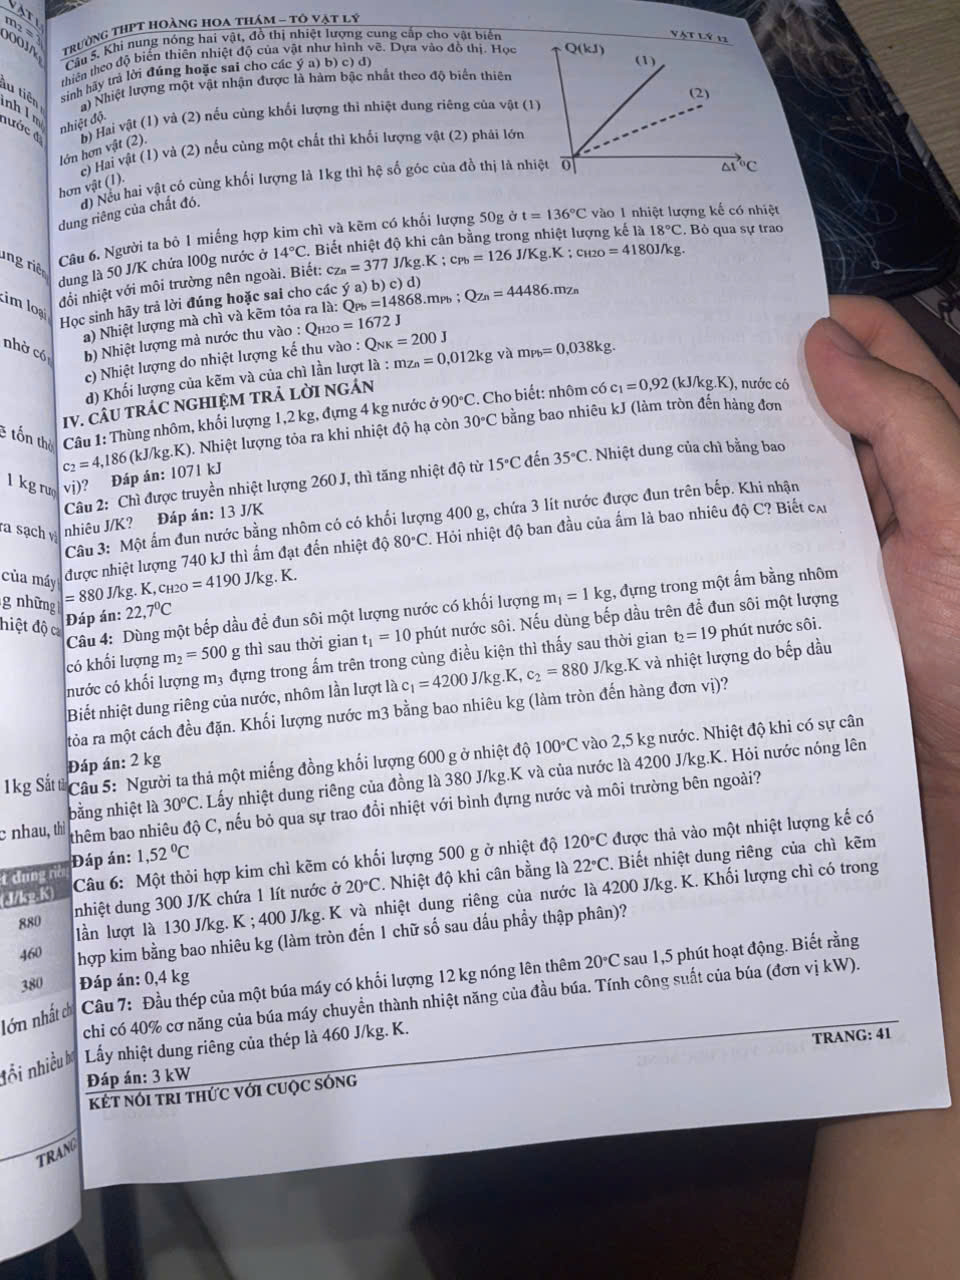 TRƯỜNG THPT HOÀNG HOA THÁM – TỔ VẬT LÝ
VẬT LÝ 12
Câu 5. Khi nung nóng hai vật, đồ thị nhiệt lượng cung cấp cho vật biến
thiên theo độ biến thiên nhiệt độ của vật như hình vẽ. Dựa vào đồ thị. Học
sinh hãy trả lời đúng hoặc sai cho các ý a) b) c) d)
a) Nhiệt lượng một vật nhận được là hàm bậc nhất theo độ biến thiên
nhiệt độ.
b) Hai vật (1) và (2) nếu cùng khối lượng thì nhiệt dung riêng của vật (1)
lớn hơn vật (2).
c) Hai vật (1) và (2) nếu cùng một chất thì khối lượng vật (2) phải lớn
hơn vật (1).
d) Nếu hai vật có cùng khối lượng là 1kg thì hệ số góc của đồ thị là nhiệt
dung riêng của chất đó.
Q(kJ)
(1)
(2)
0
Δt °C
Câu 6. Người ta bỏ 1 miếng hợp kim chì và kẽm có khối lượng 50g ở t = 136°C vào 1 nhiệt lượng kế có nhiệt
dung là 50 J/K chứa 100g nước ở 14°C. Biết nhiệt độ khi cân bằng trong nhiệt lượng kế là 18°C. Bỏ qua sự trao
đổi nhiệt với môi trường nên ngoài. Biết: cZn = 377 J/kg.K ; cPb = 126 J/Kg.K ; cH2O = 4180J/kg.
Học sinh hãy trả lời đúng hoặc sai cho các ý a) b) c) d)
a) Nhiệt lượng mà chì và kẽm tỏa ra là: QPb =14868.mPb ; QZn = 44486.mZn
b) Nhiệt lượng mà nước thu vào : QH2O = 1672 J
c) Nhiệt lượng do nhiệt lượng kế thu vào : QNK = 200 J
d) Khối lượng của kẽm và của chì lần lượt là : mZn = 0,012kg và mPb= 0,038kg.
IV. CÂU TRẮC NGHIỆM TRẢ LỜI NGẮN
Câu 1: Thùng nhôm, khối lượng 1,2 kg, đựng 4 kg nước ở 90°C. Cho biết: nhôm có c₁ = 0,92 (kJ/kg.K), nước có
c₂ = 4,186 (kJ/kg.K). Nhiệt lượng tỏa ra khi nhiệt độ hạ còn 30°C bằng bao nhiêu kJ (làm tròn đến hàng đơn
vị)? Đáp án: 1071 kJ
Câu 2: Chì được truyền nhiệt lượng 260 J, thì tăng nhiệt độ từ 15°C đến 35°C. Nhiệt dung của chì bằng bao
nhiêu J/K? Đáp án: 13 J/K
Câu 3: Một ấm đun nước bằng nhôm có có khối lượng 400 g, chứa 3 lít nước được đun trên bếp. Khi nhận
được nhiệt lượng 740 kJ thì ấm đạt đến nhiệt độ 80°C. Hỏi nhiệt độ ban đầu của ấm là bao nhiêu độ C? Biết cAl
= 880 J/kg. K, cH2O = 4190 J/kg. K.
Đáp án: 22,7⁰C
Câu 4: Dùng một bếp dầu để đun sôi một lượng nước có khối lượng m₁ = 1 kg, đựng trong một ấm bằng nhôm
có khối lượng m₂ = 500 g thì sau thời gian t₁ = 10 phút nước sôi. Nếu dùng bếp dầu trên để đun sôi một lượng
nước có khối lượng m₃ đựng trong ấm trên trong cùng điều kiện thì thấy sau thời gian t₂ = 19 phút nước sôi.
Biết nhiệt dung riêng của nước, nhôm lần lượt là c₁ = 4200 J/kg.K, c₂ = 880 J/kg.K và nhiệt lượng do bếp dầu
tỏa ra một cách đều đặn. Khối lượng nước m3 bằng bao nhiêu kg (làm tròn đến hàng đơn vị)?
Đáp án: 2 kg
Câu 5: Người ta thả một miếng đồng khối lượng 600 g ở nhiệt độ 100°C vào 2,5 kg nước. Nhiệt độ khi có sự cân
bằng nhiệt là 30⁰C. Lấy nhiệt dung riêng của đồng là 380 J/kg.K và của nước là 4200 J/kg.K. Hỏi nước nóng lên
thêm bao nhiêu độ C, nếu bỏ qua sự trao đổi nhiệt với bình đựng nước và môi trường bên ngoài?
Đáp án: 1,52 ⁰C
Câu 6: Một thỏi hợp kim chì kẽm có khối lượng 500 g ở nhiệt độ 120°C được thả vào một nhiệt lượng kế có
nhiệt dung 300 J/K chứa 1 lít nước ở 20°C. Nhiệt độ khi cân bằng là 22°C. Biết nhiệt dung riêng của chì kẽm
lần lượt là 130 J/kg. K ; 400 J/kg. K và nhiệt dung riêng của nước là 4200 J/kg. K. Khối lượng chì có trong
hợp kim bằng bao nhiêu kg (làm tròn đến 1 chữ số sau dấu phẩy thập phân)?
Đáp án: 0,4 kg
Câu 7: Đầu thép của một búa máy có khối lượng 12 kg nóng lên thêm 20°C sau 1,5 phút hoạt động. Biết rằng
chỉ có 40% cơ năng của búa máy chuyển thành nhiệt năng của đầu búa. Tính công suất của búa (đơn vị kW).
Lấy nhiệt dung riêng của thép là 460 J/kg. K.
Đáp án: 3 kW
KẾT NỐI TRI THỨC VỚI CUỘC SỐNG
TRANG: 41
VẬT L
ầu tiên
nước đ
ung riên
kim loại
nhờ có
ẽ tốn
1 kg rượ
ra sạch
của máy
g những
hiệt độ
1kg Sắt
c nhau, thì
t dung riêng
(J/kg.K)
880
460
380
lớn nhất
đổi nhiều
TRANG